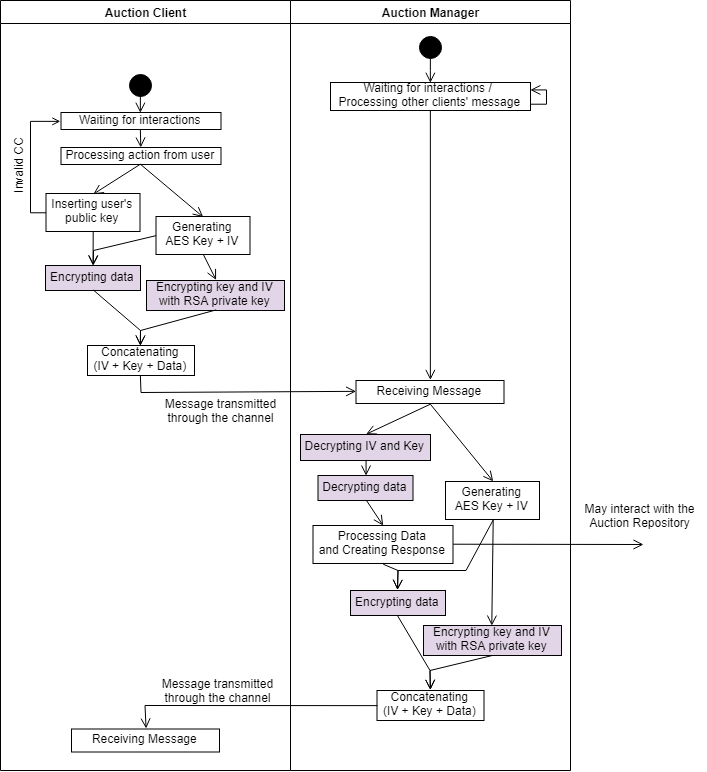 Auction Client
Auction Manager
Waiting for interactions /
Processing other clients' message
Waiting for interactions
Invalid CC
Processing action from user
Inserting user's
public key
Generating
AES Key + IV
Encrypting data
Encrypting key and IV
with RSA private key
Concatenating
(IV + Key + Data)
Message transmitted
through the channel
Receiving Message
Decrypting IV and Key
Decrypting data
Generating
AES Key + IV
May interact with the
Auction Repository
Processing Data
and Creating Response
Encrypting data
Encrypting key and IV
with RSA private key
Message transmitted
through the channel
Concatenating
(IV + Key + Data)
Receiving Message